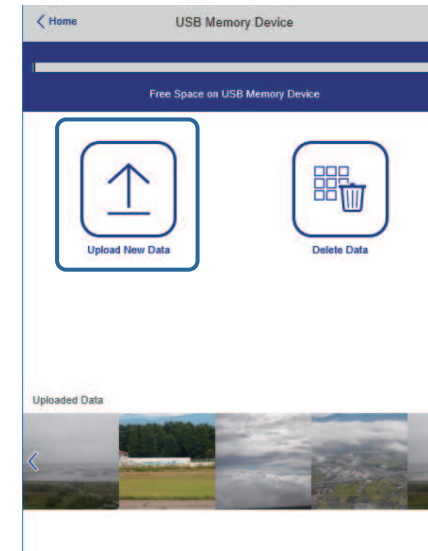 Home
USB Memory Device
Free Space on USB Memory Device
Upload New Data
Delete Data
Uploaded Data